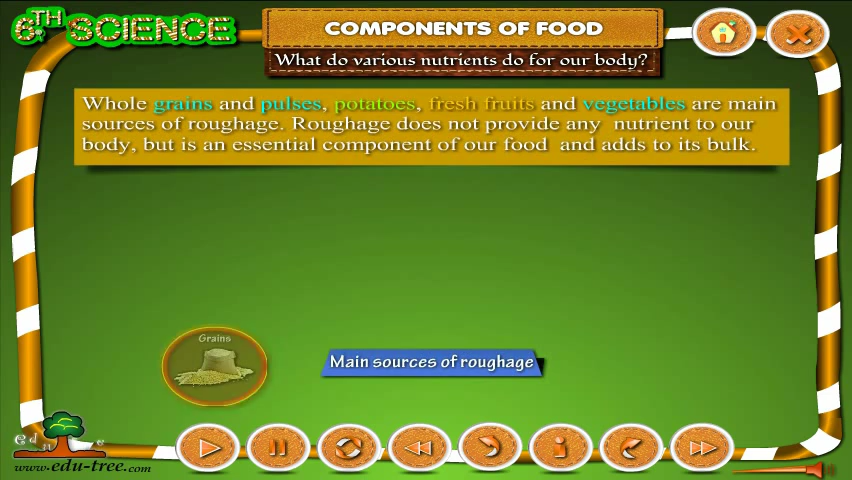 6TH SCIENCE
COMPONENTS OF FOOD
What do various nutrients do for our body?
Whole grains and pulses, potatoes, fresh fruits and vegetables are main
sources of roughage. Roughage does not provide any nutrient to our
body, but is an essential component of our food and adds to its bulk.
Grains
Main sources of roughage
www.edu-tree.com